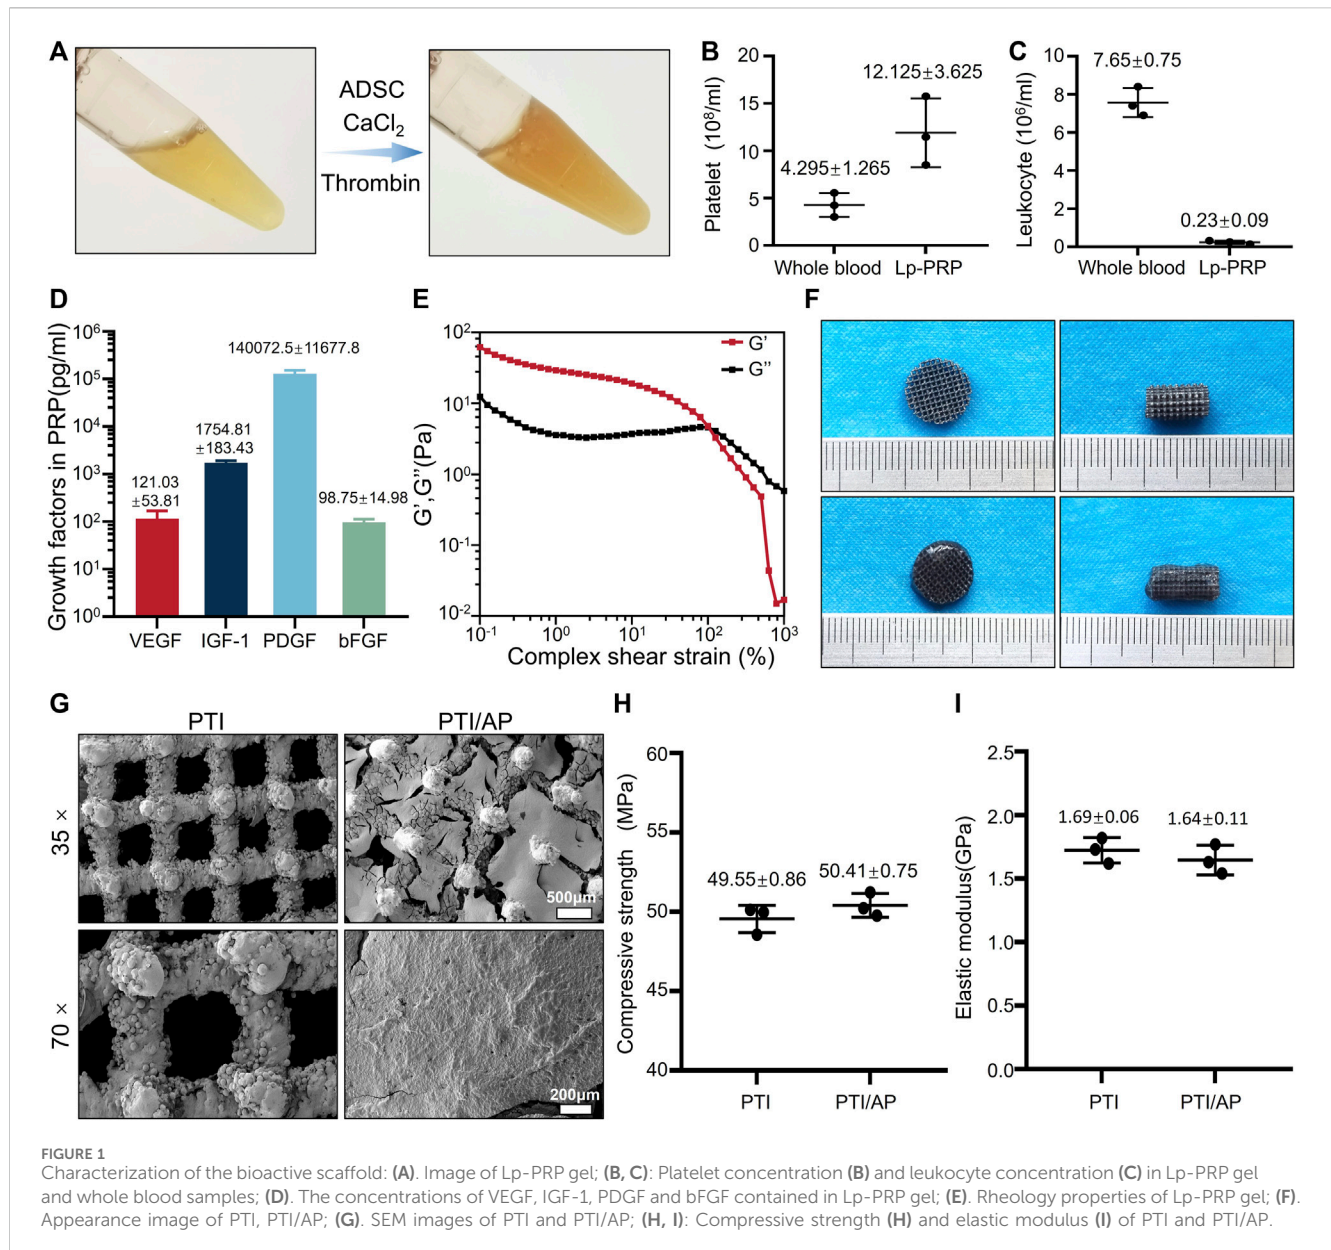 A
ADSC
CaCl2
Thrombin
B
Platelet (10^8/ml)
20
15
10
5
0
4.295±1.265
12.125±3.625
Whole blood
Lp-PRP
C
Leukocyte (10^6/ml)
10
8
6
4
2
0
7.65±0.75
0.23±0.09
Whole blood
Lp-PRP
D
Growth factors in PRP(pg/ml)
10^6
10^5
10^4
10^3
10^2
10^1
10^0
121.03
±53.81
1754.81
±183.43
140072.5±11677.8
98.75±14.98
VEGF
IGF-1
PDGF
bFGF
E
G',G''(Pa)
10^2
10^1
10^0
10^-1
10^-2
G'
G''
10^-1
10^0
10^1
10^2
10^3
Complex shear strain (%)
F
G
PTI
PTI/AP
35 ×
500μm
70 ×
200μm
H
Compressive strength (MPa)
60
55
50
45
40
49.55±0.86
50.41±0.75
PTI
PTI/AP
I
Elastic modulus(GPa)
2.5
2.0
1.5
1.0
0.5
0.0
1.69±0.06
1.64±0.11
PTI
PTI/AP
FIGURE 1
Characterization of the bioactive scaffold: (A). Image of Lp-PRP gel; (B, C): Platelet concentration (B) and leukocyte concentration (C) in Lp-PRP gel
and whole blood samples; (D). The concentrations of VEGF, IGF-1, PDGF and bFGF contained in Lp-PRP gel; (E). Rheology properties of Lp-PRP gel; (F).
Appearance image of PTI, PTI/AP; (G). SEM images of PTI and PTI/AP; (H, I): Compressive strength (H) and elastic modulus (I) of PTI and PTI/AP.